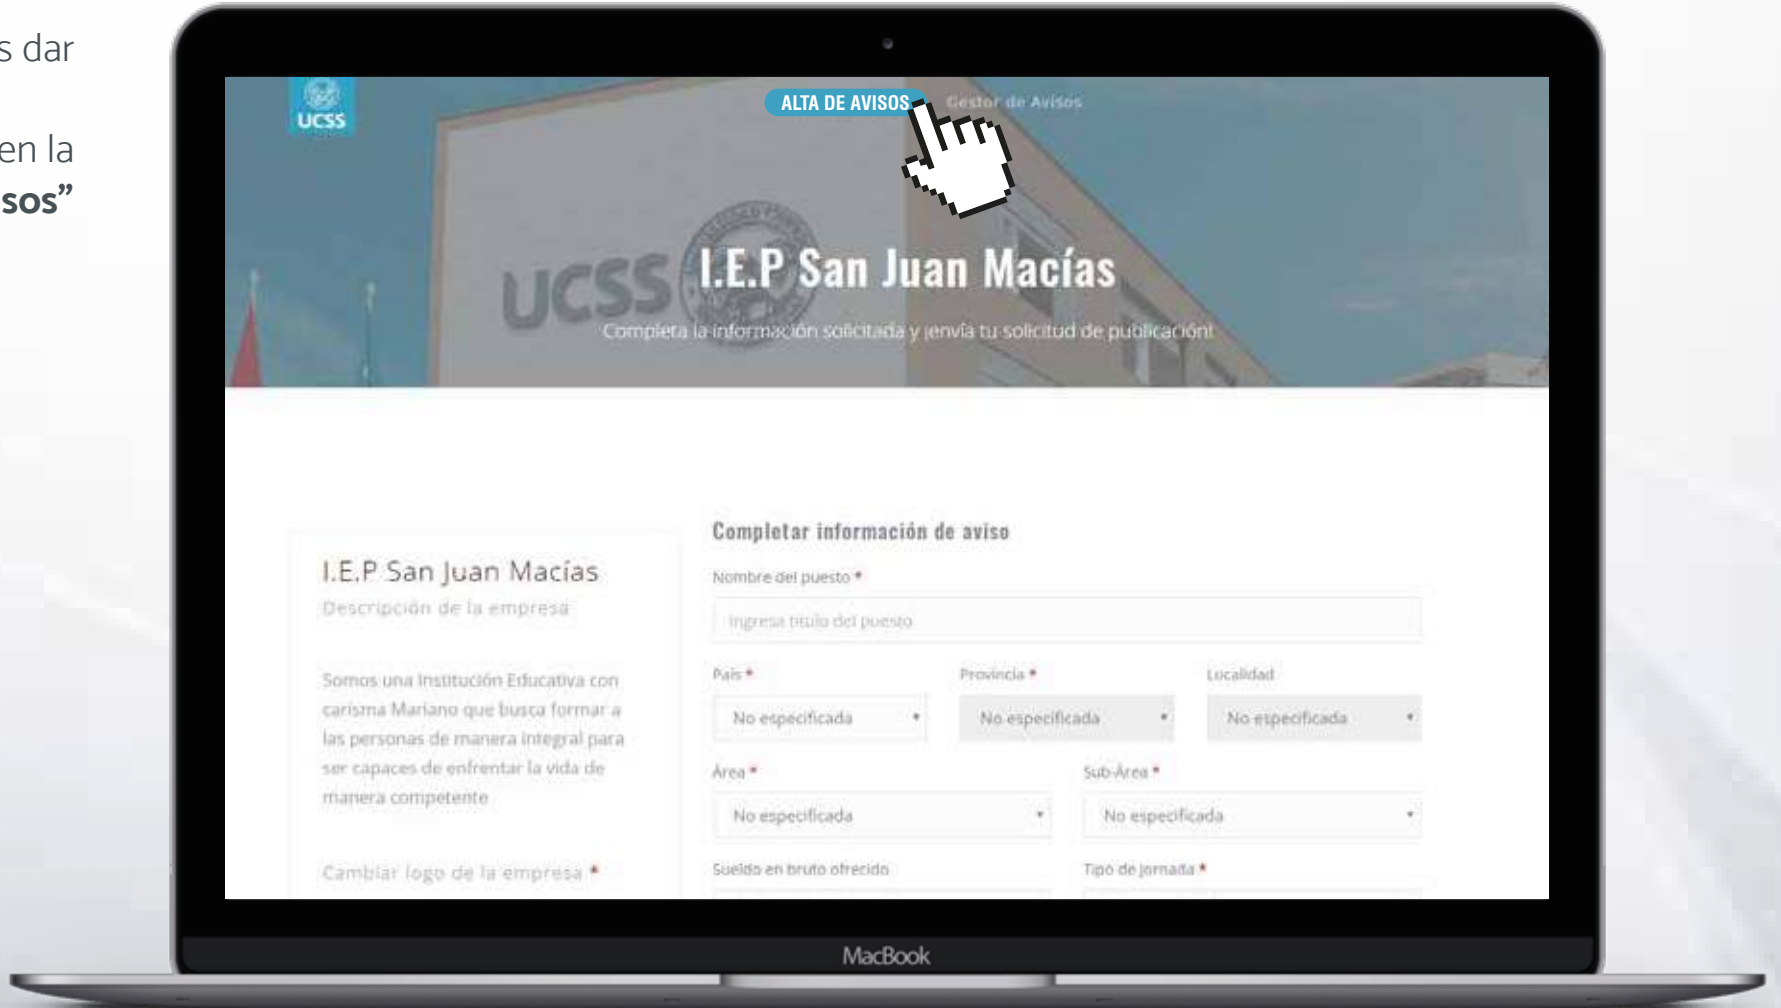 s dar
en la
sos”
UCSS
ALTA DE AVISOS
Gestor de Avisos
UCSS
I.E.P San Juan Macías
Completa la información solicitada y ¡envía tu solicitud de publicación!
I.E.P San Juan Macías
Descripción de la empresa
Somos una Institución Educativa con
carisma Mariano que busca formar a
las personas de manera integral para
ser capaces de enfrentar la vida de
manera competente
Cambiar logo de la empresa *
Completar información de aviso
Nombre del puesto *
Ingresa título del puesto
País * Provincia * Localidad
No especificada No especificada No especificada
Área * Sub-Área *
No especificada No especificada
Sueldo en bruto ofrecido Tipo de jornada *
MacBook